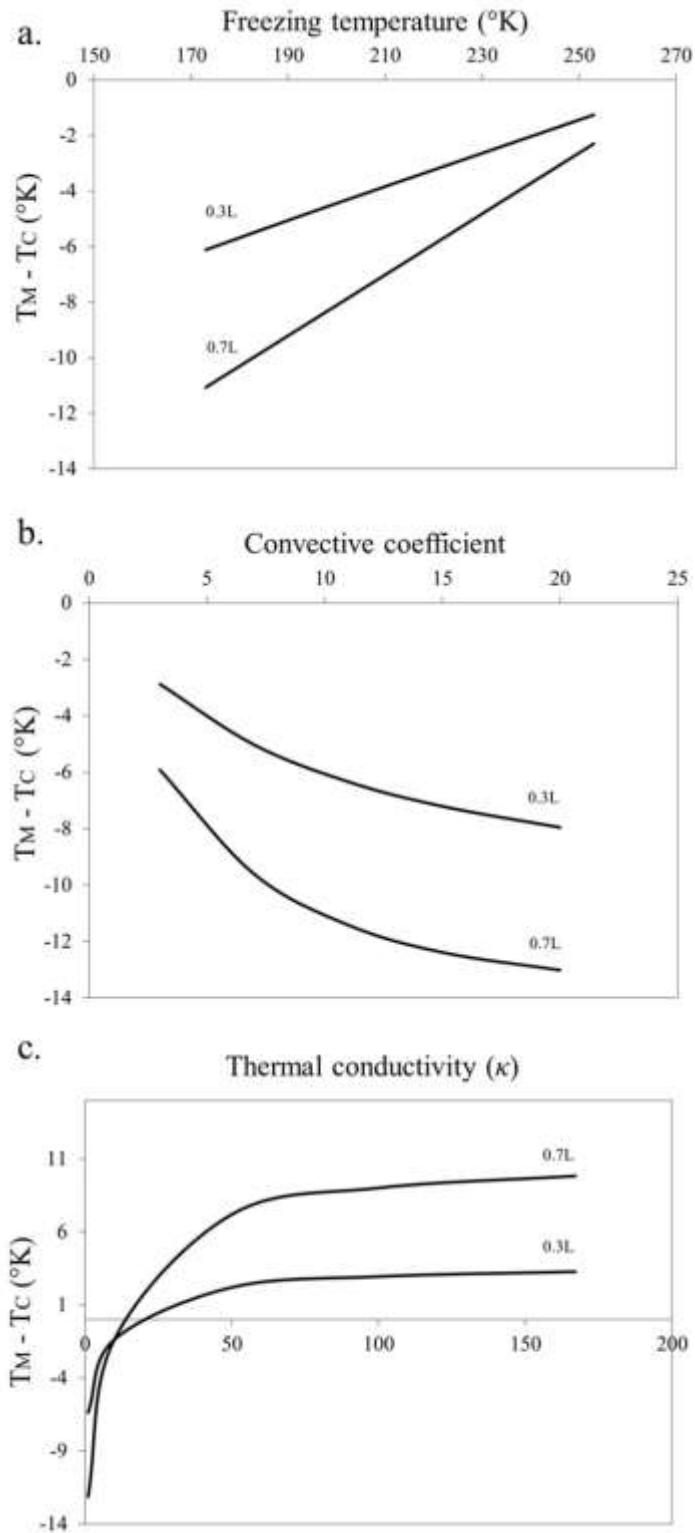 a.
Freezing temperature (°K)
150 170 190 210 230 250 270
0
-2
-4
-6
-8
-10
-12
-14
TM - TC (°K)
0.3L
0.7L
b.
Convective coefficient
0 5 10 15 20 25
0
-2
-4
-6
-8
-10
-12
-14
TM - TC (°K)
0.3L
0.7L
c.
Thermal conductivity (κ)
11
6
1
-4
-9
-14
TM - TC (°K)
0.7L
0.3L
0 50 100 150 200